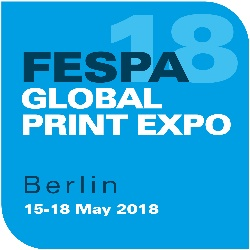 FESPA 18
GLOBAL
PRINT EXPO
Berlin
15-18 May 2018